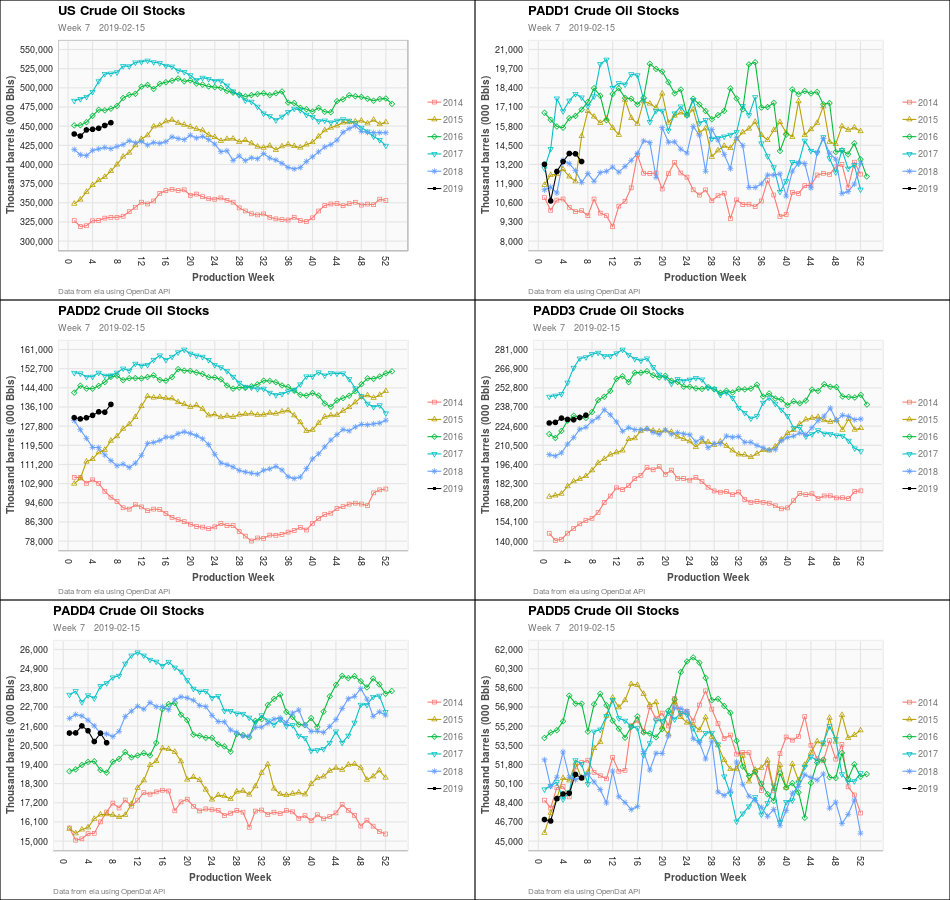 US Crude Oil Stocks
Week 7   2019-02-15
Thousand barrels (000 Bbls)
550,000
525,000
500,000
475,000
450,000
425,000
400,000
375,000
350,000
325,000
300,000
0 4 8 12 16 20 24 28 32 36 40 44 48 52
Production Week
Data from eia using OpenDat API
2014
2015
2016
2017
2018
2019
PADD1 Crude Oil Stocks
Week 7   2019-02-15
Thousand barrels (000 Bbls)
21,000
19,700
18,400
17,100
15,800
14,500
13,200
11,900
10,600
9,300
8,000
0 4 8 12 16 20 24 28 32 36 40 44 48 52
Production Week
Data from eia using OpenDat API
2014
2015
2016
2017
2018
2019
PADD2 Crude Oil Stocks
Week 7   2019-02-15
Thousand barrels (000 Bbls)
161,000
152,700
144,400
136,100
127,800
119,500
111,200
102,900
94,600
86,300
78,000
0 4 8 12 16 20 24 28 32 36 40 44 48 52
Production Week
Data from eia using OpenDat API
2014
2015
2016
2017
2018
2019
PADD3 Crude Oil Stocks
Week 7   2019-02-15
Thousand barrels (000 Bbls)
281,000
266,900
252,800
238,700
224,600
210,500
196,400
182,300
168,200
154,100
140,000
0 4 8 12 16 20 24 28 32 36 40 44 48 52
Production Week
Data from eia using OpenDat API
2014
2015
2016
2017
2018
2019
PADD4 Crude Oil Stocks
Week 7   2019-02-15
Thousand barrels (000 Bbls)
26,000
24,900
23,800
22,700
21,600
20,500
19,400
18,300
17,200
16,100
15,000
0 4 8 12 16 20 24 28 32 36 40 44 48 52
Production Week
Data from eia using OpenDat API
2014
2015
2016
2017
2018
2019
PADD5 Crude Oil Stocks
Week 7   2019-02-15
Thousand barrels (000 Bbls)
62,000
60,300
58,600
56,900
55,200
53,500
51,800
50,100
48,400
46,700
45,000
0 4 8 12 16 20 24 28 32 36 40 44 48 52
Production Week
Data from eia using OpenDat API
2014
2015
2016
2017
2018
2019